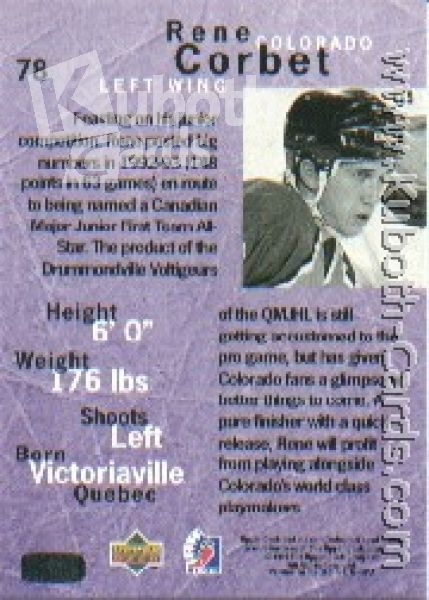 Rene
COLORADO
Corbet
78
LEFT WING
Feasting on his junior
competition, Rene posted big
numbers in 1992-93 (
points in 63 games) en route
to being named a Canadian
Major Junior First Team All-
Star. The product of the
Drummondville Voltigeurs
Height
6' 0"
Weight
176 lbs
Shoots
Left
Born
Victoriaville
Quebec
of the QMJHL is still
getting accustomed to the
pro game, but has given
Colorado fans a glimpse
better things to come. A
pure finisher with a quick
release, Rene will profit
from playing alongside
Colorado's world class
playmakers
www.Kuboth-Cards.com